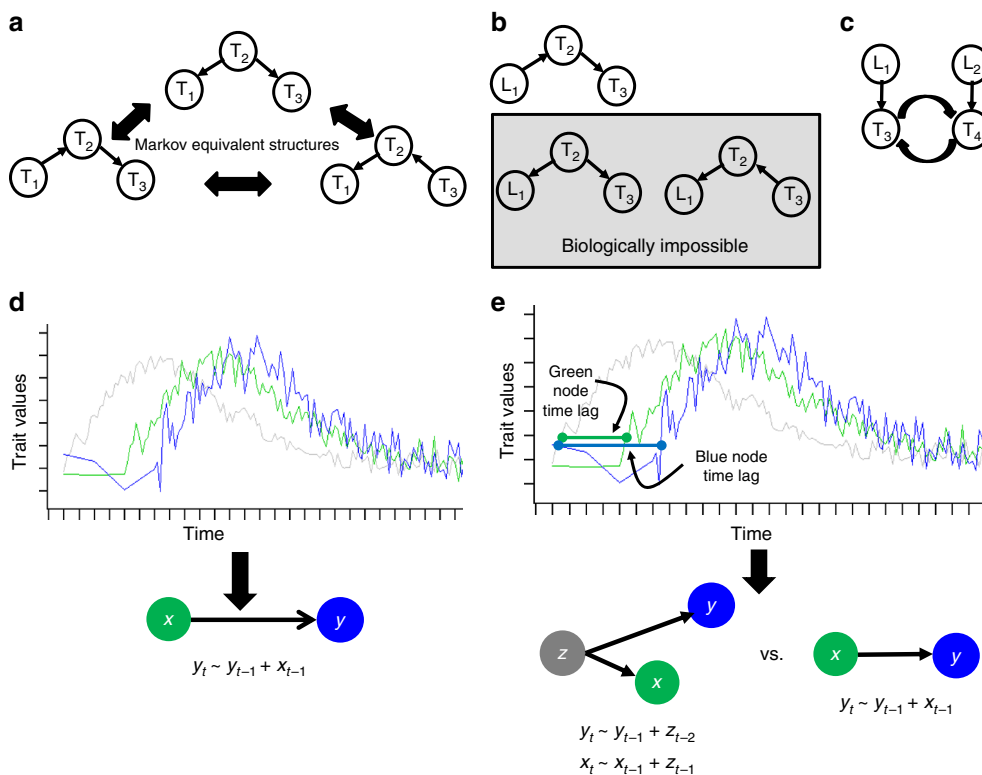 a
T2
T1
T3
Markov equivalent structures
T2
T1
T3
T2
T1
T3
b
T2
L1
T3
T2
L1
T3
T2
L1
T3
Biologically impossible
c
L1
L2
T3
T4
d
Trait values
Time
x
y
yt ~ yt–1 + xt–1
e
Trait values
Green
node
time lag
Blue node
time lag
Time
z
y
x
vs.
x
y
yt ~ yt–1 + zt–2
xt ~ xt–1 + zt–1
yt ~ yt–1 + xt–1